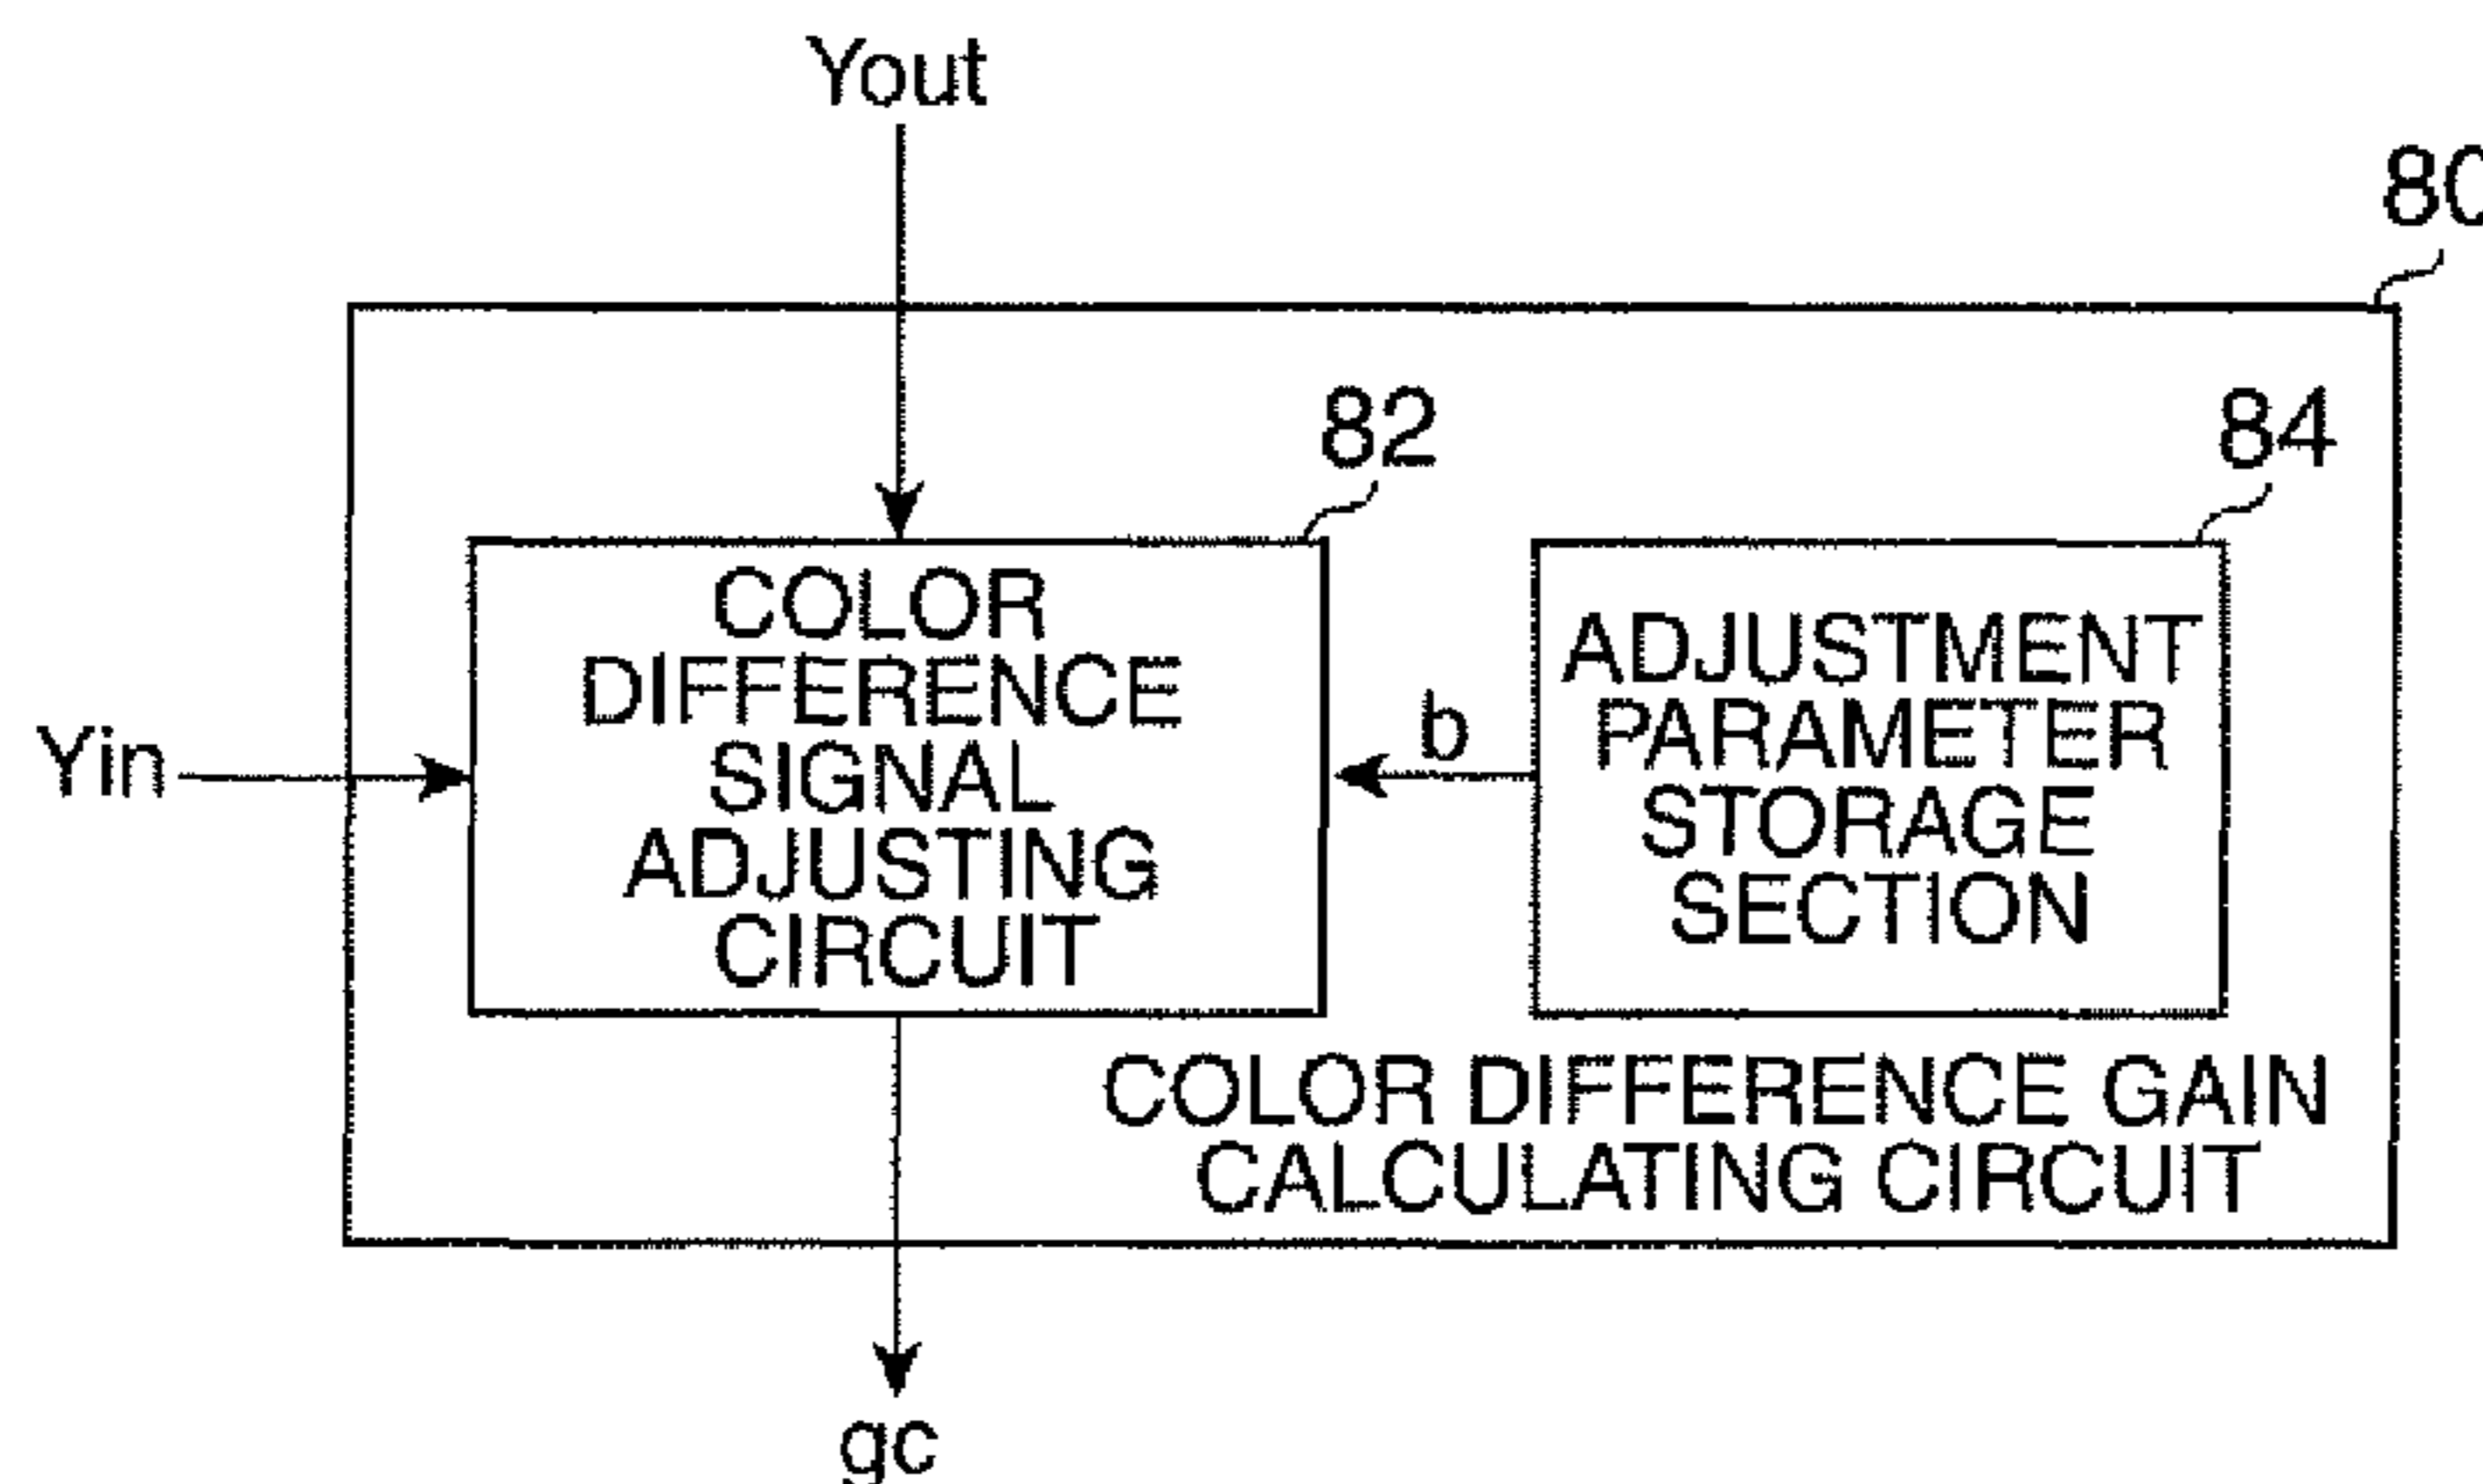 Yout
80
82
84
COLOR
DIFFERENCE
SIGNAL
ADJUSTING
CIRCUIT
Yin
b
ADJUSTMENT
PARAMETER
STORAGE
SECTION
COLOR DIFFERENCE GAIN
CALCULATING CIRCUIT
gc